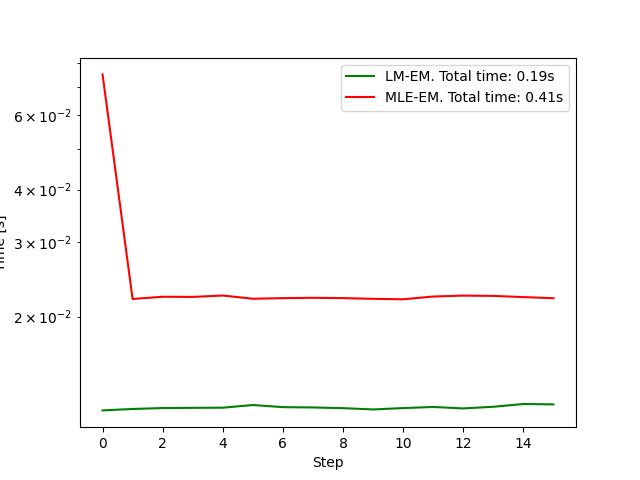 LM-EM. Total time: 0.19s
MLE-EM. Total time: 0.41s
6 × 10⁻²
4 × 10⁻²
3 × 10⁻²
2 × 10⁻²
[s]
0 2 4 6 8 10 12 14
Step